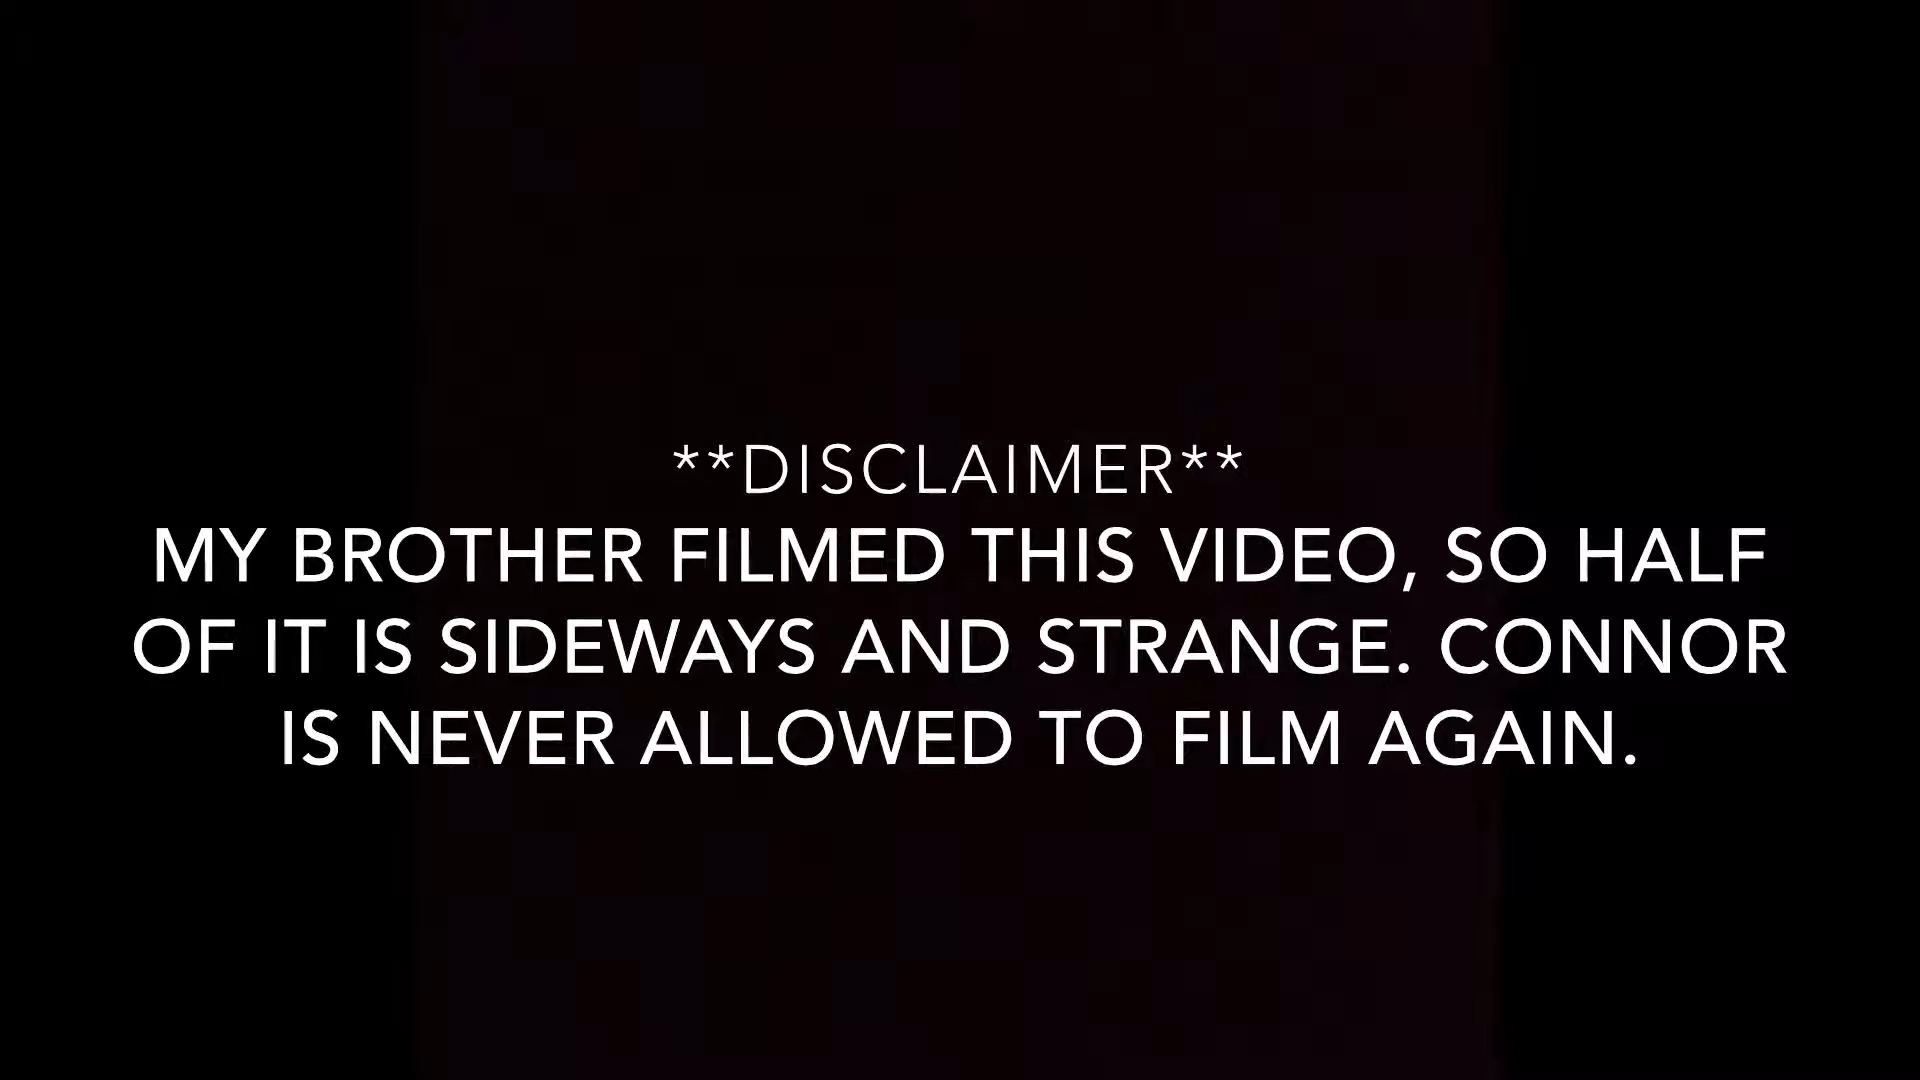 **DISCLAIMER**
MY BROTHER FILMED THIS VIDEO, SO HALF
OF IT IS SIDEWAYS AND STRANGE. CONNOR
IS NEVER ALLOWED TO FILM AGAIN.